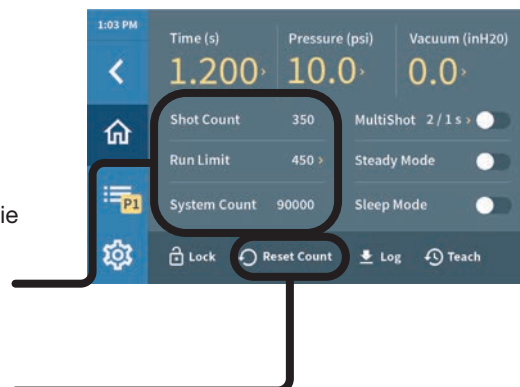 1:03 PM
Time (s) Pressure (psi) Vacuum (inH20)
1.200 10.0 0.0
Shot Count 350 MultiShot 2 / 1 s
Run Limit 450 Steady Mode
ie
P1
System Count 90000 Sleep Mode
Lock Reset Count Log Teach